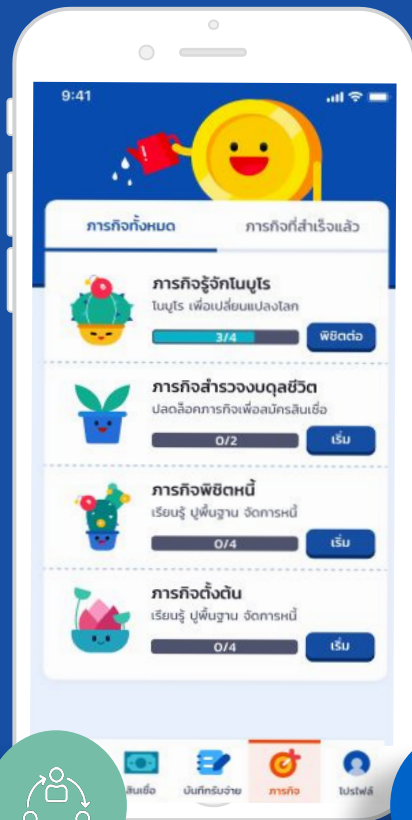 9:41
ภารกิจทั้งหมด
ภารกิจที่สำเร็จแล้ว
ภารกิจรู้จักโนบูโร
โนบูโร เพื่อเปลี่ยนแปลงโลก
3/4
พิชิตต่อ
ภารกิจสำรวจงบดุลชีวิต
ปลดล็อคภารกิจเพื่อสมัครสินเชื่อ
0/2
เริ่ม
ภารกิจพิชิตหนี้
เรียนรู้ ปูพื้นฐาน จัดการหนี้
0/4
เริ่ม
ภารกิจตั้งต้น
เรียนรู้ ปูพื้นฐาน จัดการหนี้
0/4
เริ่ม
สินเชื่อ
บันทึกรับจ่าย
ภารกิจ
โปรไฟล์